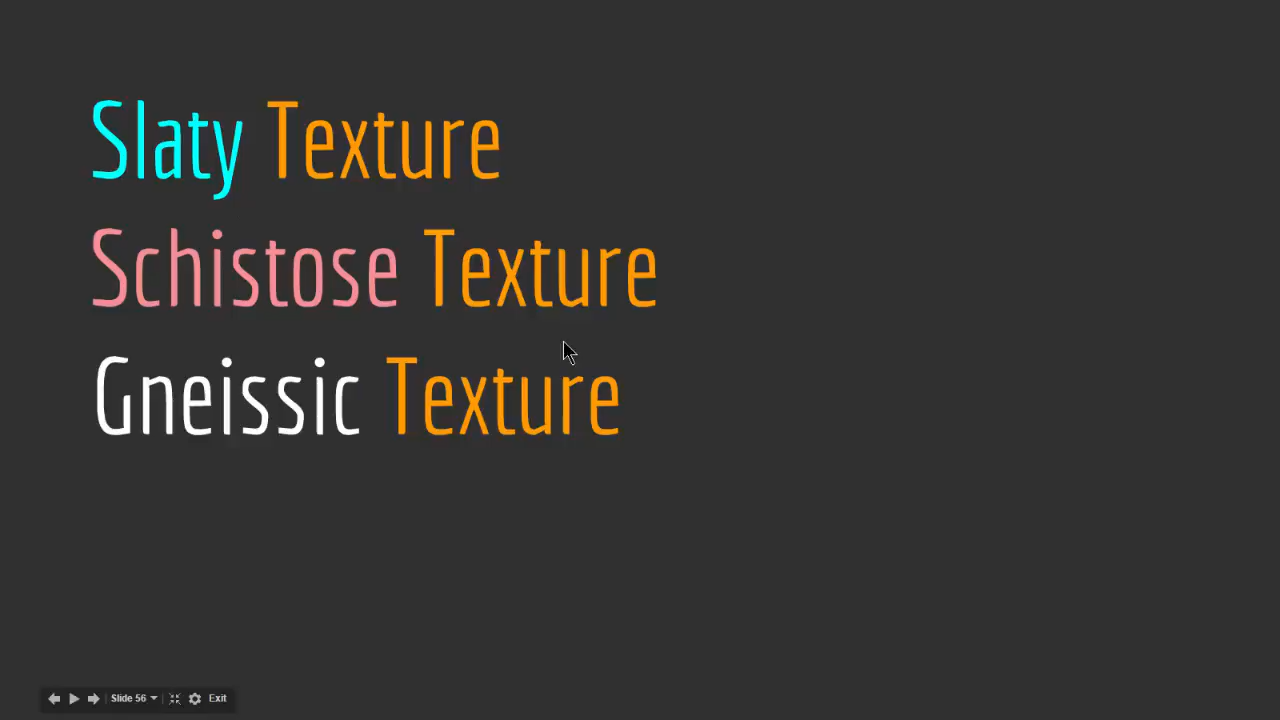 Slaty Texture
Schistose Texture
Gneissic Texture
Slide 56 Exit